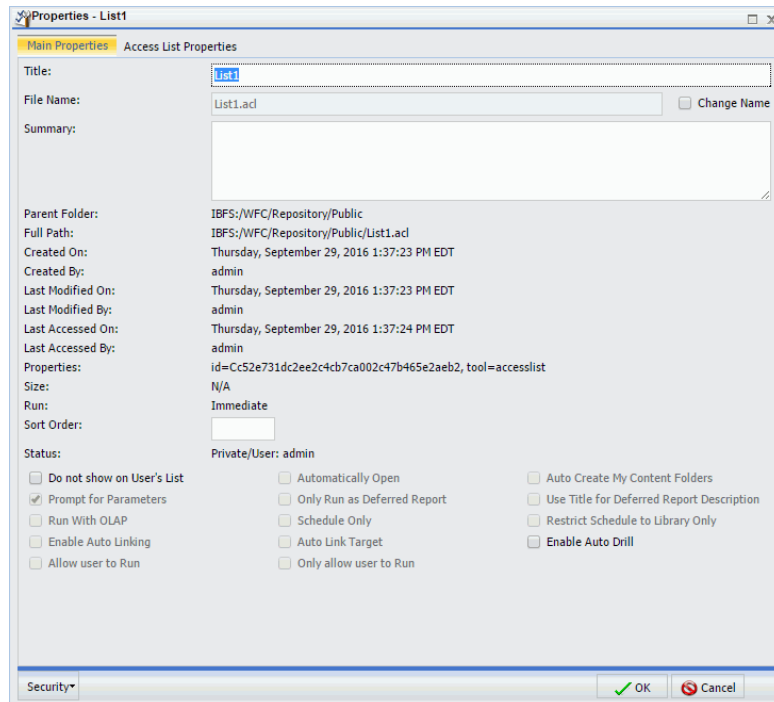 Properties - List1
Main Properties Access List Properties
Title: List1
File Name: List1.acl Change Name
Summary:
Parent Folder: IBFS:/WFC/Repository/Public
Full Path: IBFS:/WFC/Repository/Public/List1.acl
Created On: Thursday, September 29, 2016 1:37:23 PM EDT
Created By: admin
Last Modified On: Thursday, September 29, 2016 1:37:23 PM EDT
Last Modified By: admin
Last Accessed On: Thursday, September 29, 2016 1:37:24 PM EDT
Last Accessed By: admin
Properties: id=Cc52e731dc2ee2c4cb7ca002c47b465e2aeb2, tool=accesslist
Size: N/A
Run: Immediate
Sort Order:
Status: Private/User: admin
Do not show on User's List Automatically Open Auto Create My Content Folders
Prompt for Parameters Only Run as Deferred Report Use Title for Deferred Report Description
Run With OLAP Schedule Only Restrict Schedule to Library Only
Enable Auto Linking Auto Link Target Enable Auto Drill
Allow user to Run Only allow user to Run
Security OK Cancel